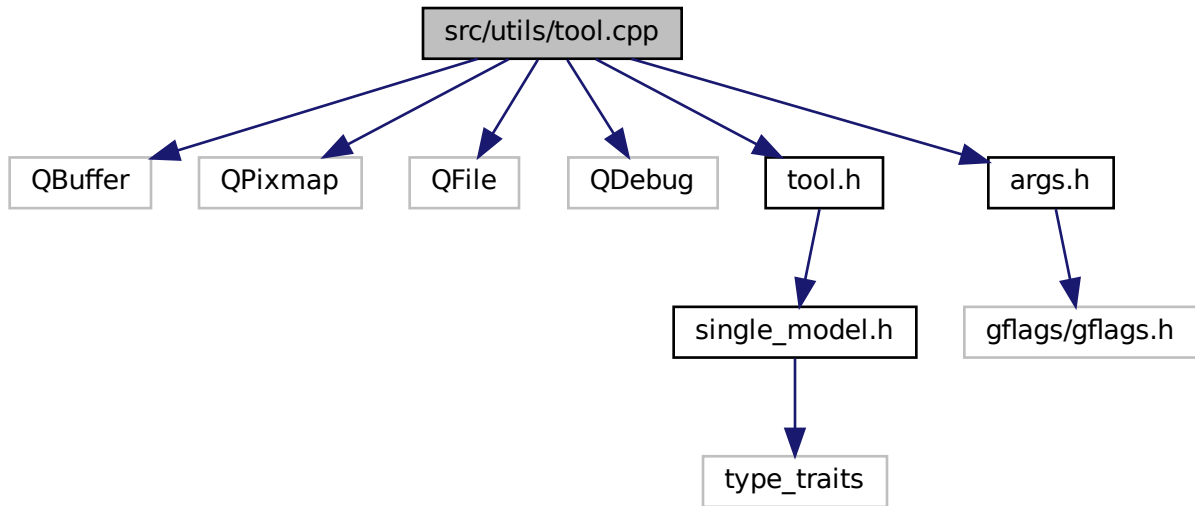 src/utils/tool.cpp
QBuffer
QPixmap
QFile
QDebug
tool.h
args.h
single_model.h
gflags/gflags.h
type_traits